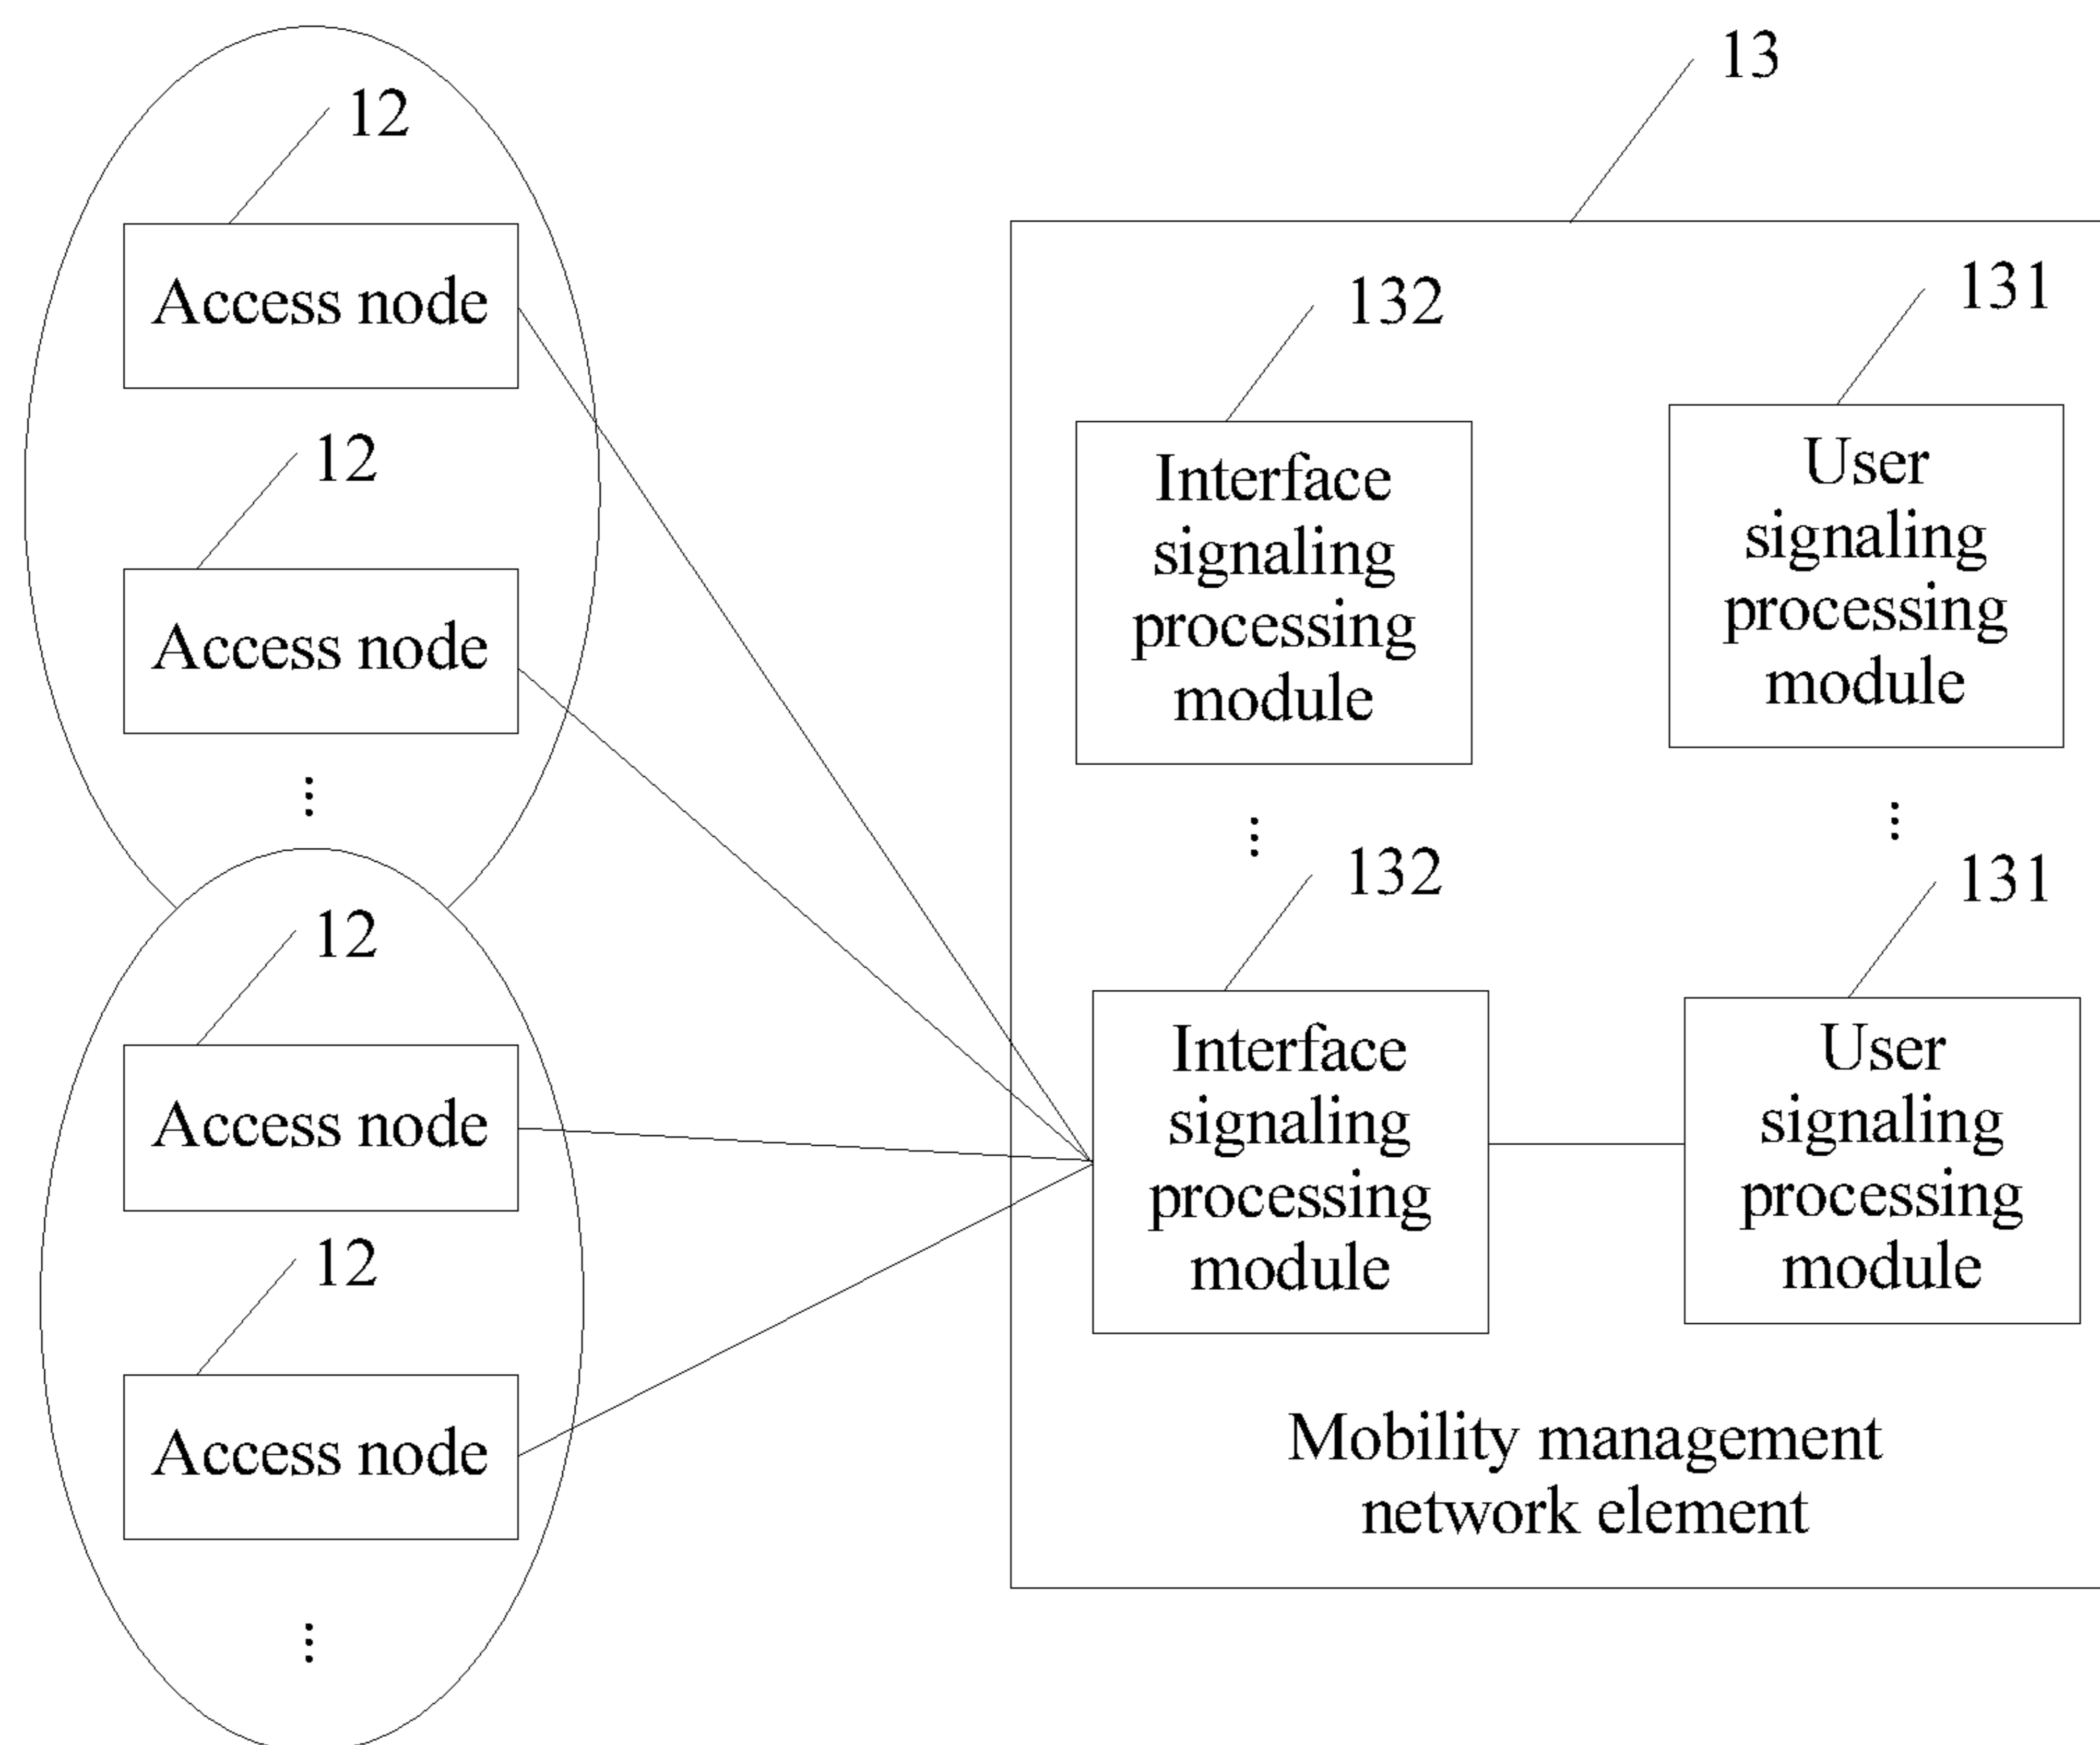 12
Access node
12
Access node
12
Access node
12
Access node
13
132
Interface
signaling
processing
module
131
User
signaling
processing
module
132
Interface
signaling
processing
module
131
User
signaling
processing
module
Mobility management
network element